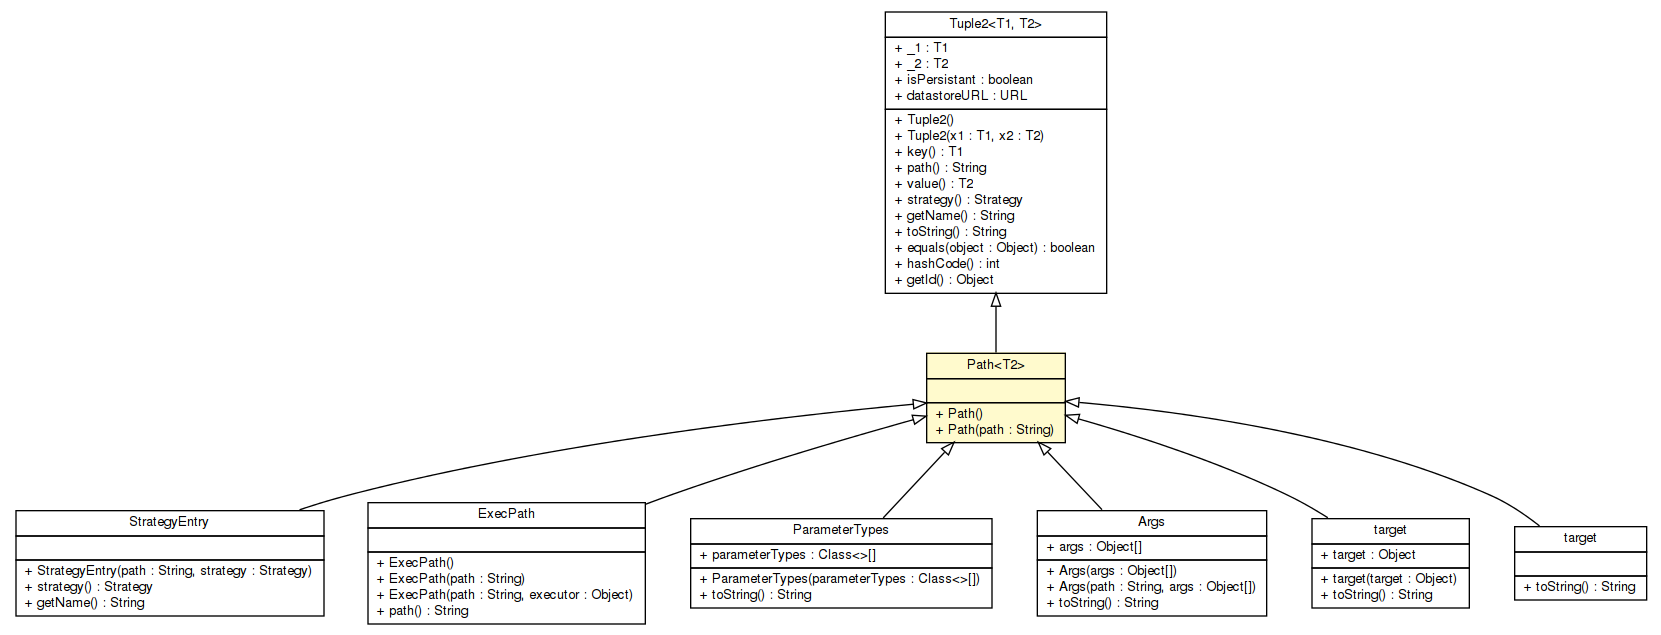 Tuple2<T1, T2>
+ _1 : T1
+ _2 : T2
+ isPersistant : boolean
+ datastoreURL : URL
+ Tuple2()
+ Tuple2(x1 : T1, x2 : T2)
+ key() : T1
+ path() : String
+ value() : T2
+ strategy() : Strategy
+ getName() : String
+ toString() : String
+ equals(object : Object) : boolean
+ hashCode() : int
+ getId() : Object
Path<T2>
+ Path()
+ Path(path : String)
StrategyEntry
+ StrategyEntry(path : String, strategy : Strategy)
+ strategy() : Strategy
+ getName() : String
ExecPath
+ ExecPath()
+ ExecPath(path : String)
+ ExecPath(path : String, executor : Object)
+ path() : String
ParameterTypes
+ parameterTypes : Class<>[]
+ ParameterTypes(parameterTypes : Class<>[])
+ toString() : String
Args
+ args : Object[]
+ Args(args : Object[])
+ Args(path : String, args : Object[])
+ toString() : String
target
+ target : Object
+ target(target : Object)
+ toString() : String
target
+ toString() : String